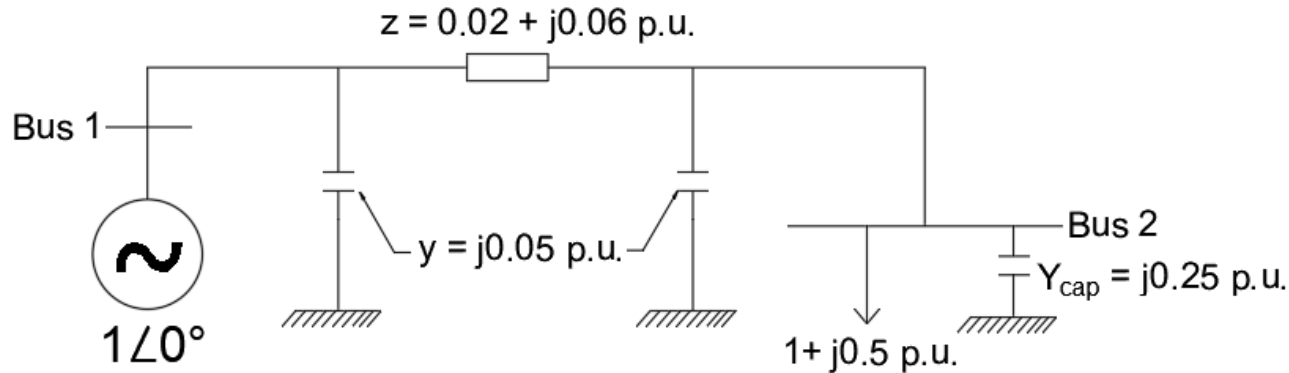 z = 0.02 + j0.06 p.u.
Bus 1
y = j0.05 p.u.
Bus 2
Y_cap = j0.25 p.u.
1∠0°
1+ j0.5 p.u.